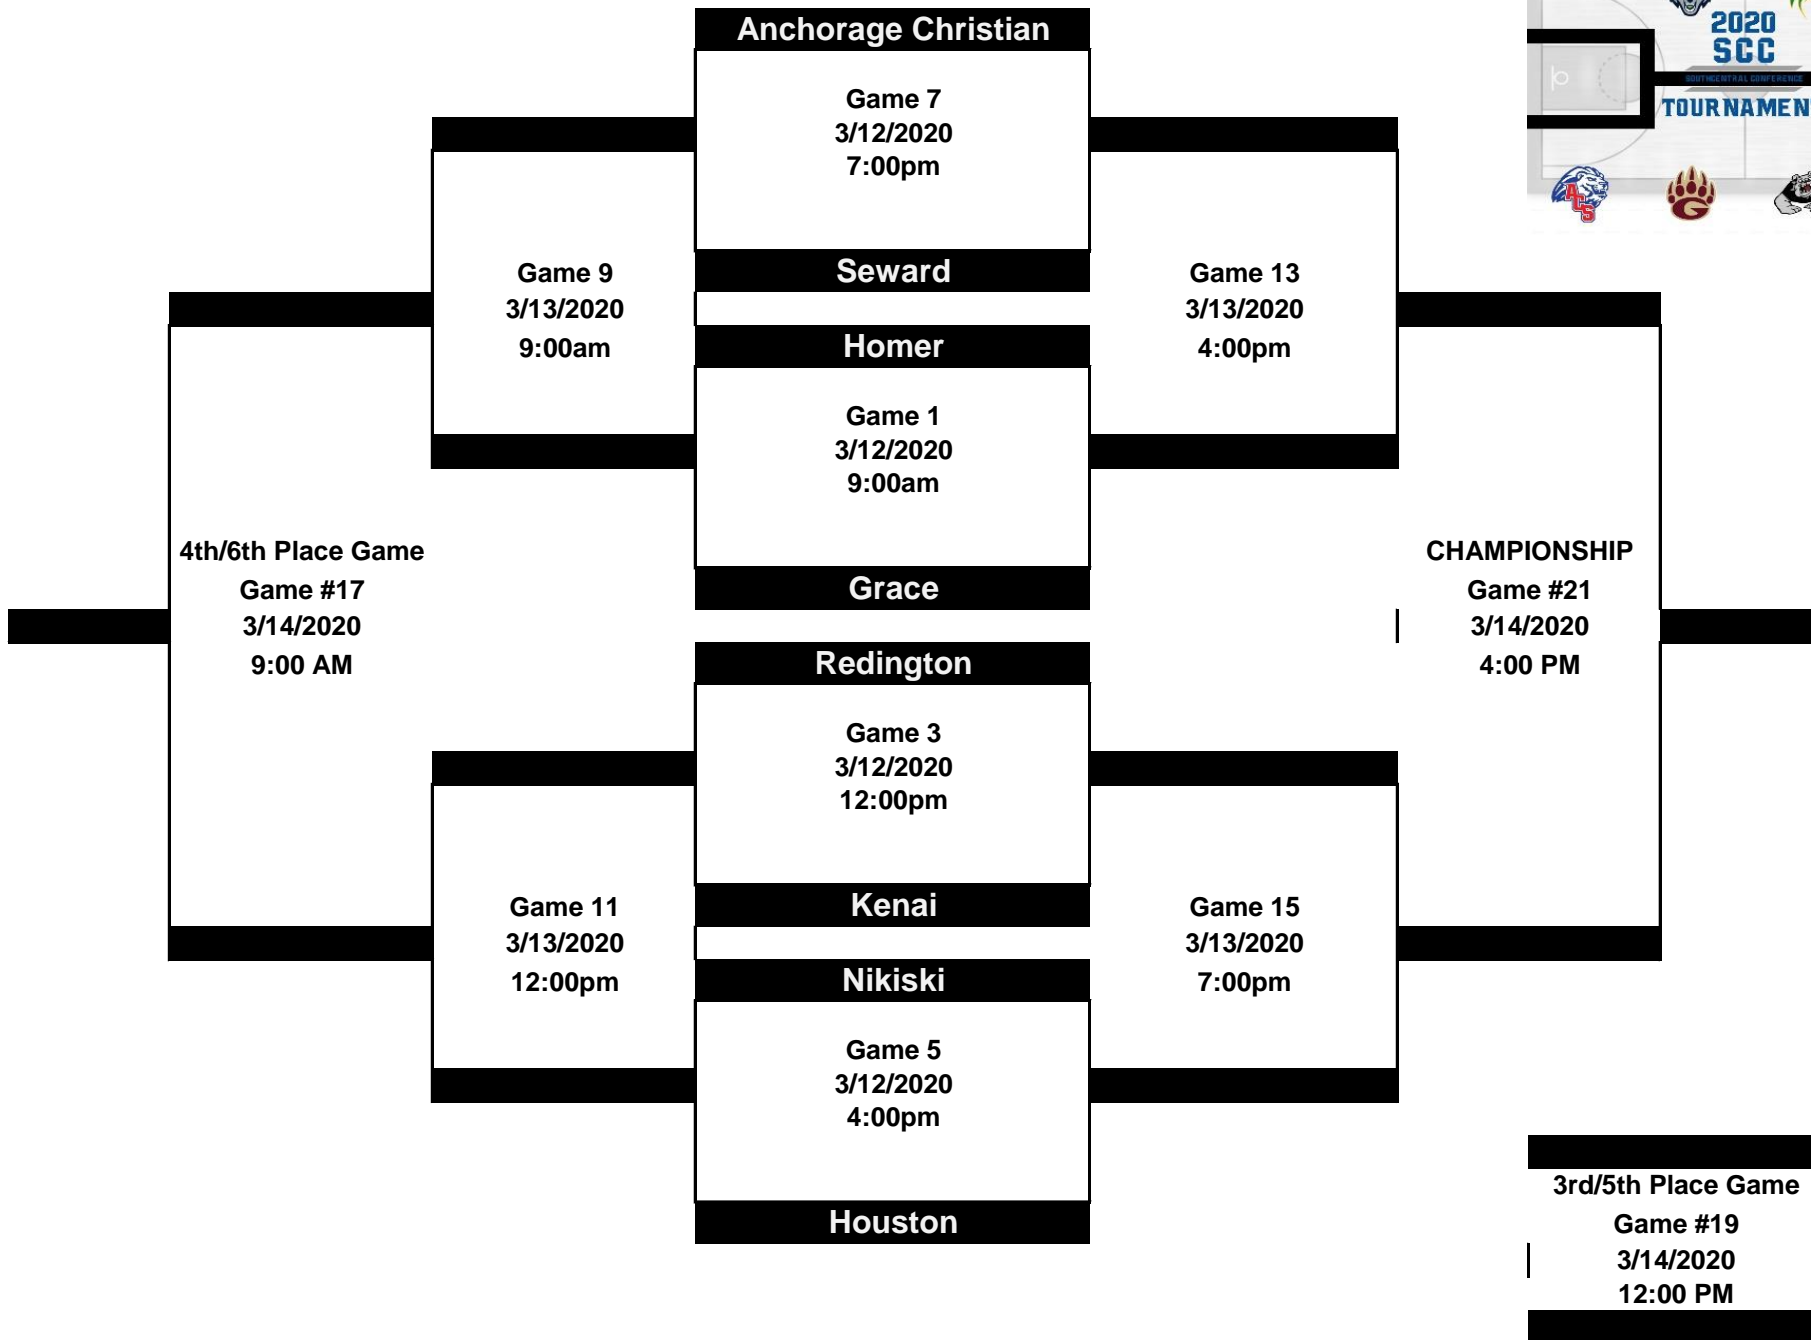 Anchorage Christian
Game 7
3/12/2020
7:00pm
Seward
2020
SCC
SOUTHCENTRAL CONFERENCE
TOURNAMEN
ACS
G
Game 9
3/13/2020
9:00am
Game 13
3/13/2020
4:00pm
Homer
Game 1
3/12/2020
9:00am
Grace
4th/6th Place Game
Game #17
3/14/2020
9:00 AM
CHAMPIONSHIP
Game #21
3/14/2020
4:00 PM
Redington
Game 3
3/12/2020
12:00pm
Kenai
Game 11
3/13/2020
12:00pm
Game 15
3/13/2020
7:00pm
Nikiski
Game 5
3/12/2020
4:00pm
Houston
3rd/5th Place Game
Game #19
3/14/2020
12:00 PM